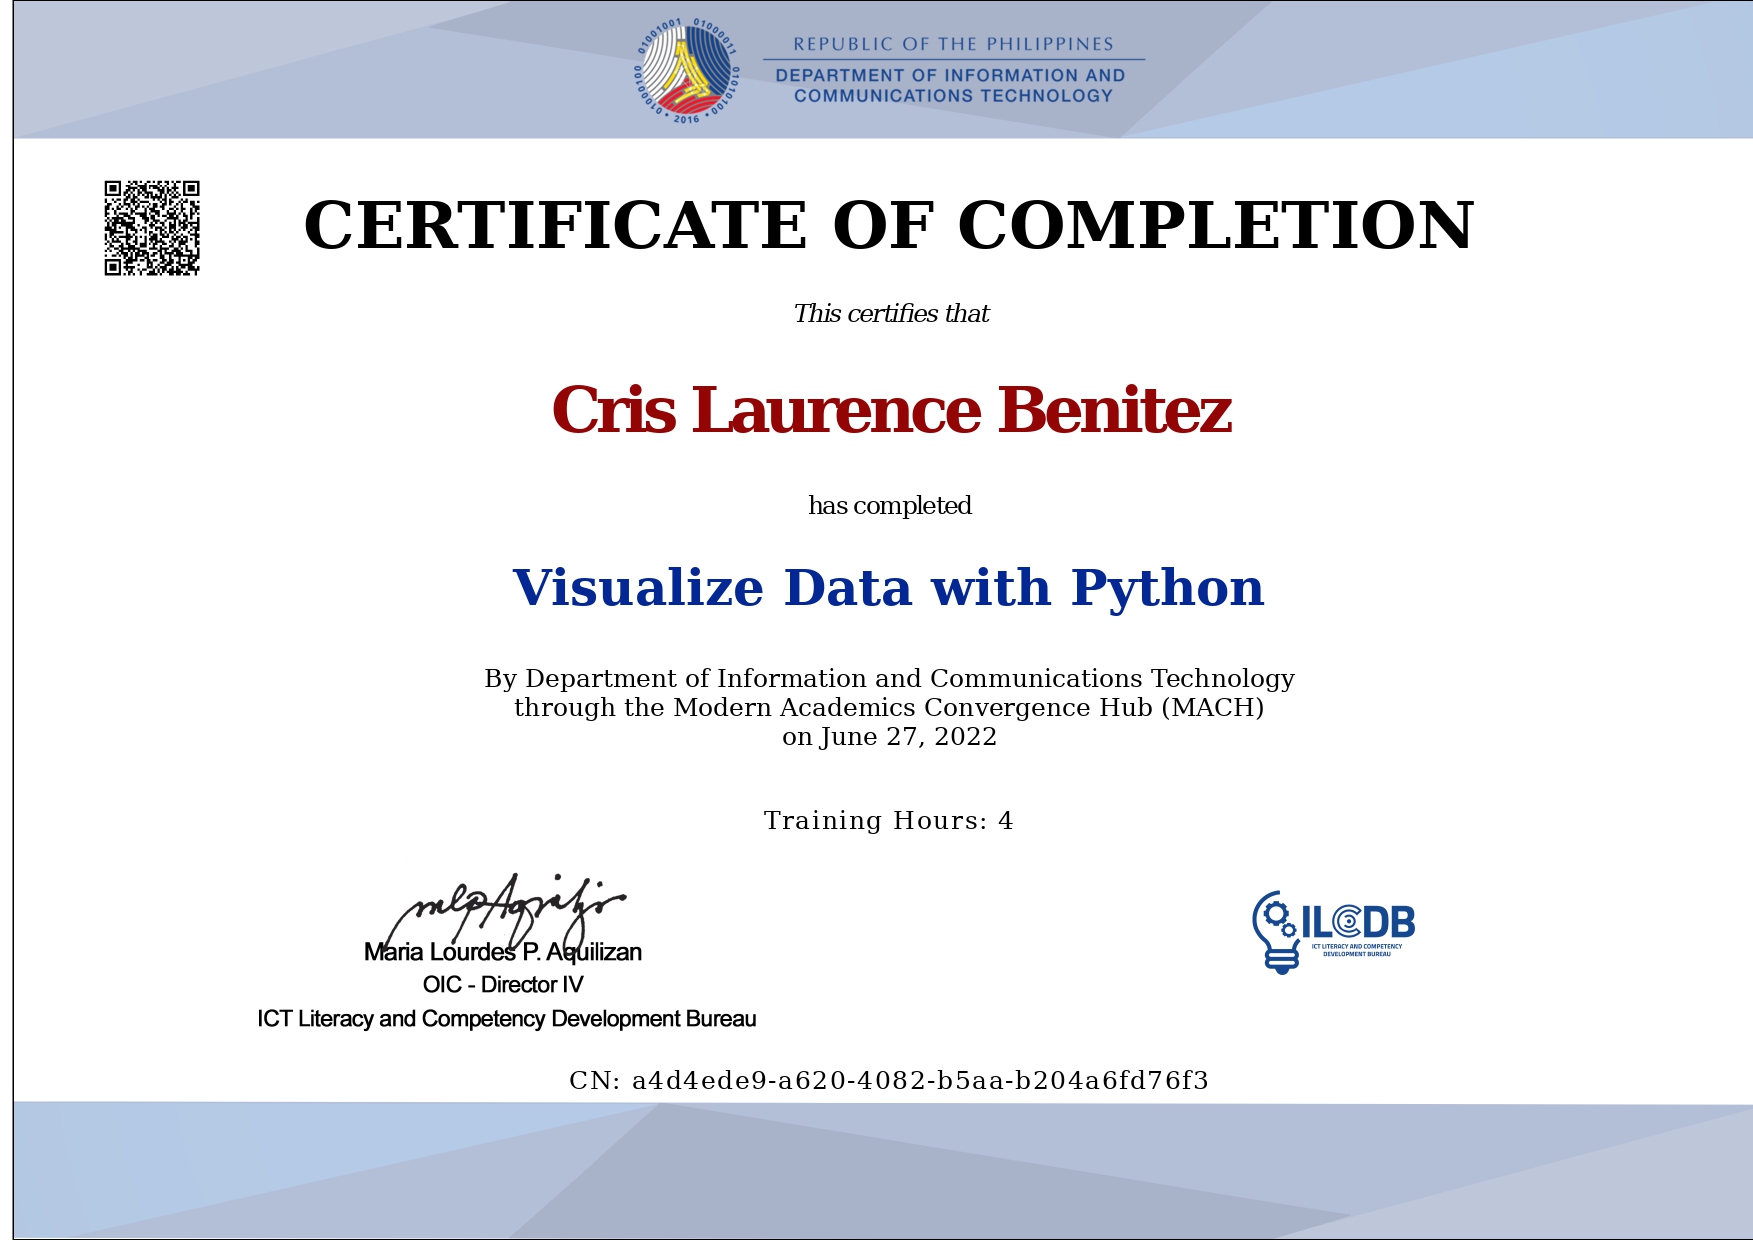 01001001 01000011 01010100 01000100 • 2016 •
REPUBLIC OF THE PHILIPPINES
DEPARTMENT OF INFORMATION AND
COMMUNICATIONS TECHNOLOGY
CERTIFICATE OF COMPLETION
This certifies that
Cris Laurence Benitez
has completed
Visualize Data with Python
By Department of Information and Communications Technology
through the Modern Academics Convergence Hub (MACH)
on June 27, 2022
Training Hours: 4
Maria Lourdes P. Aquilizan
OIC - Director IV
ICT Literacy and Competency Development Bureau
ILCDB
ICT LITERACY AND COMPETENCY
DEVELOPMENT BUREAU
CN: a4d4ede9-a620-4082-b5aa-b204a6fd76f3